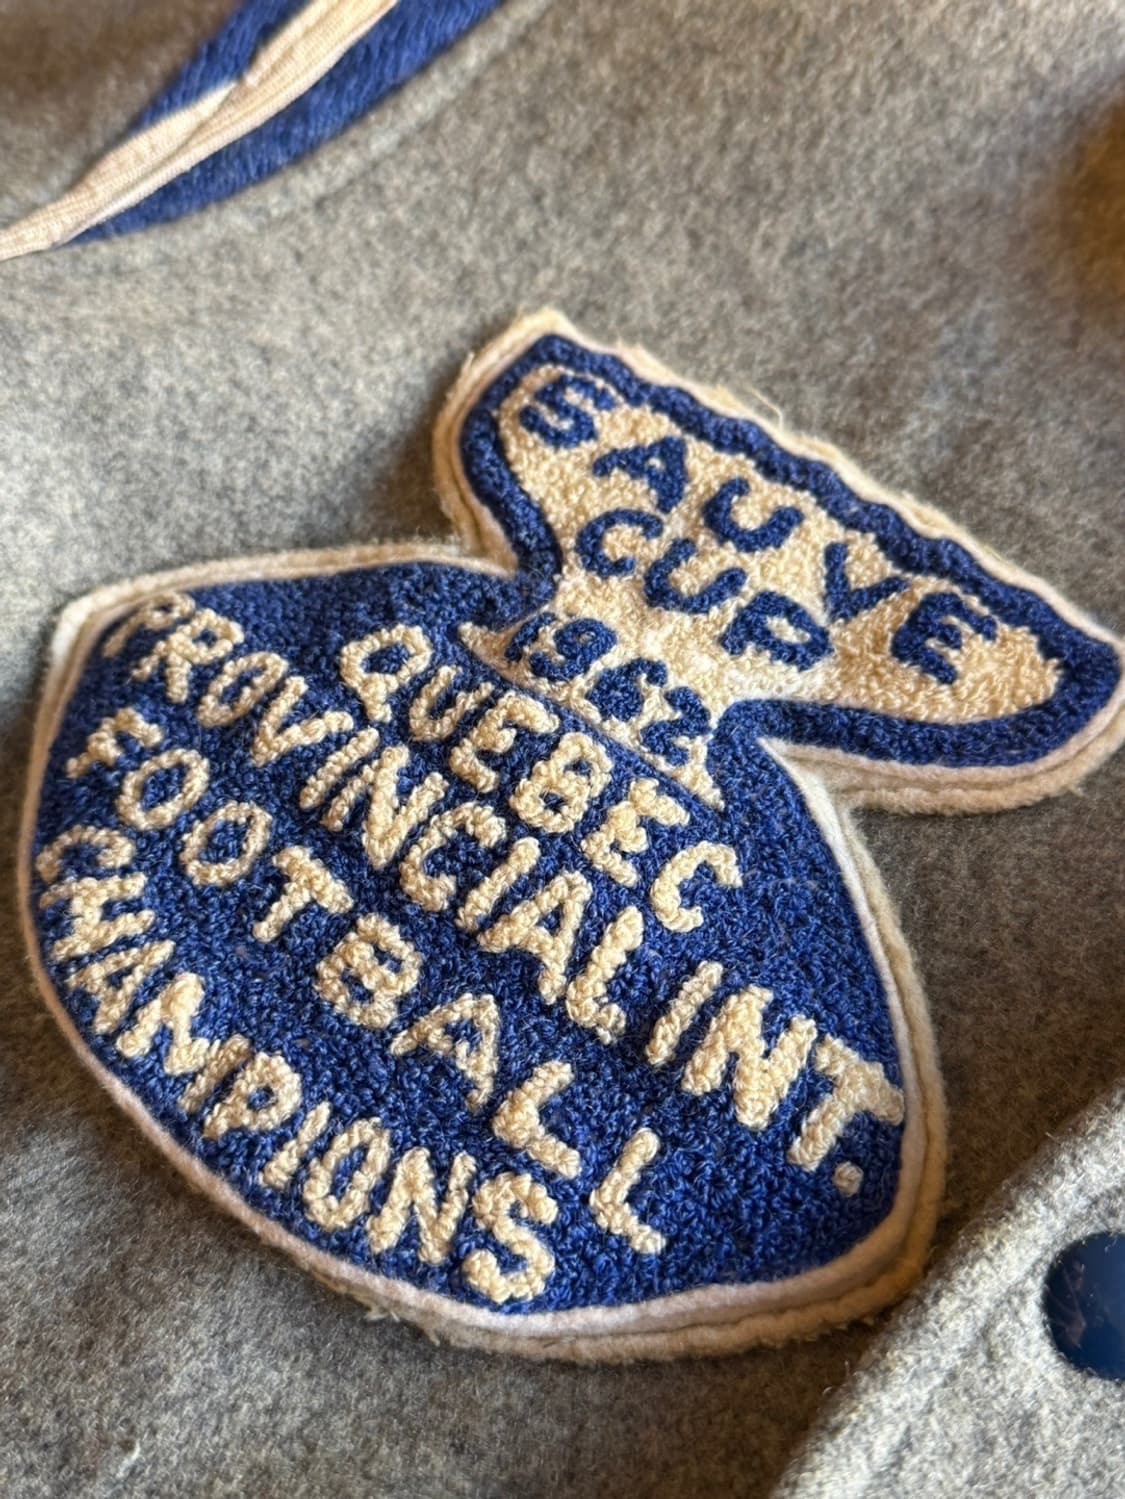 SAUVE
CUP
1962
QUEBEC
PROVINCIAL INT.
FOOTBALL
CHAMPIONS